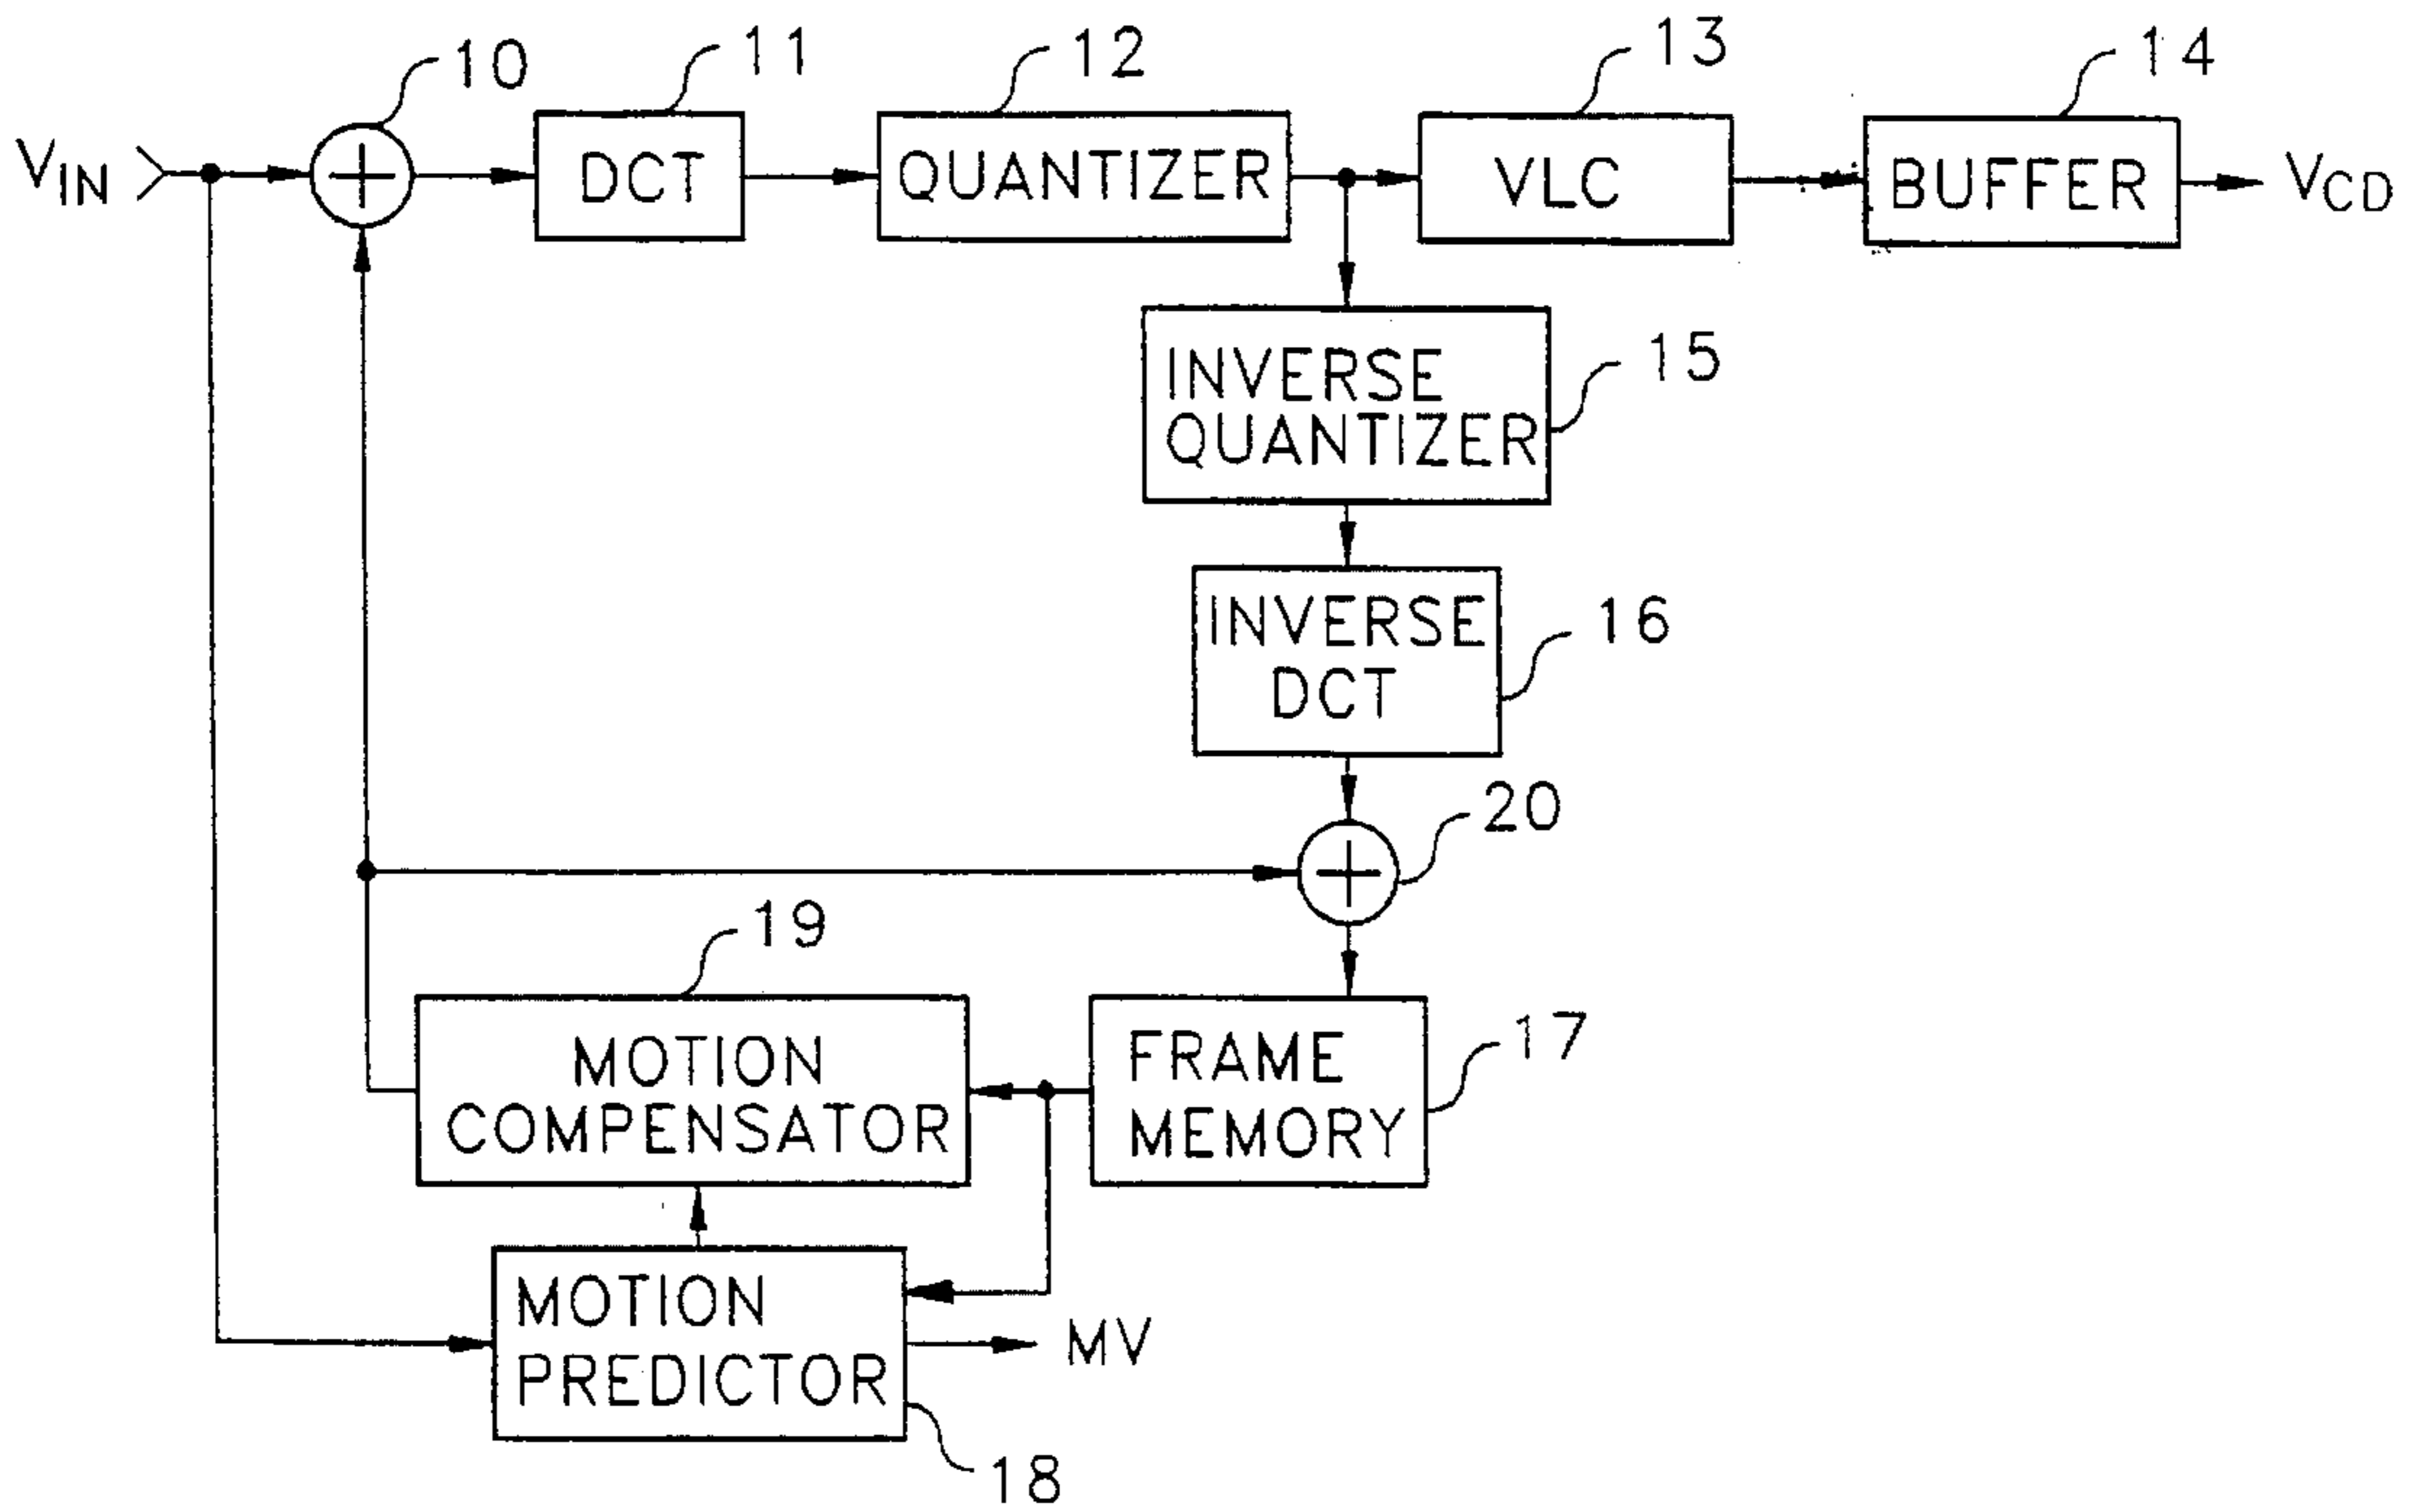 10
11
12
13
14
VIN
DCT
QUANTIZER
VLC
BUFFER
VCD
INVERSE
QUANTIZER
15
INVERSE
DCT
16
20
19
MOTION
COMPENSATOR
FRAME
MEMORY
17
MOTION
PREDICTOR
MV
18